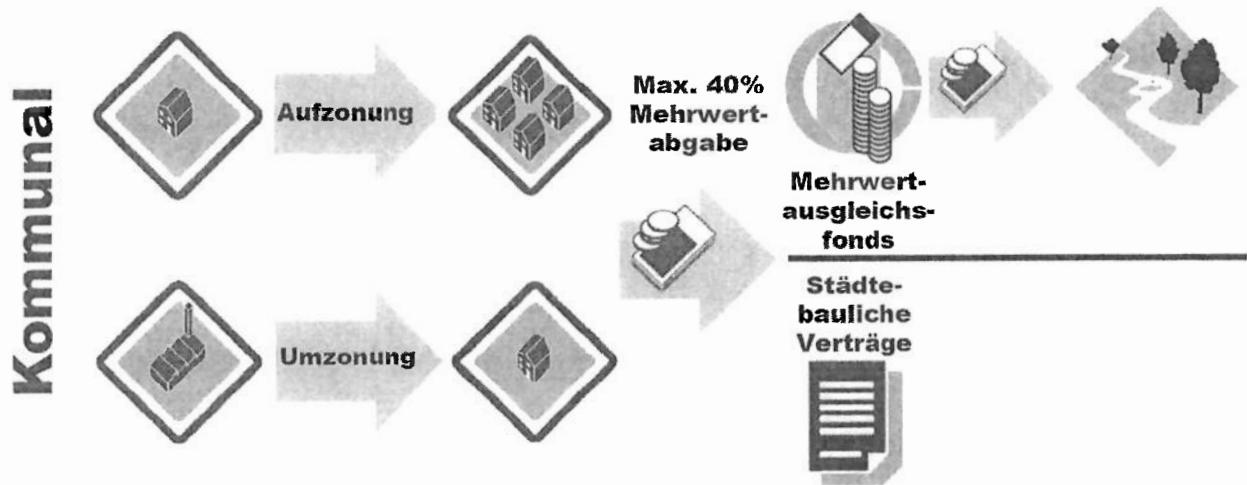 Kommunal
Aufzonung
Umzonung
Max. 40%
Mehrwert-
abgabe
Mehrwert-
ausgleichs-
fonds
Städte-
bauliche
Verträge